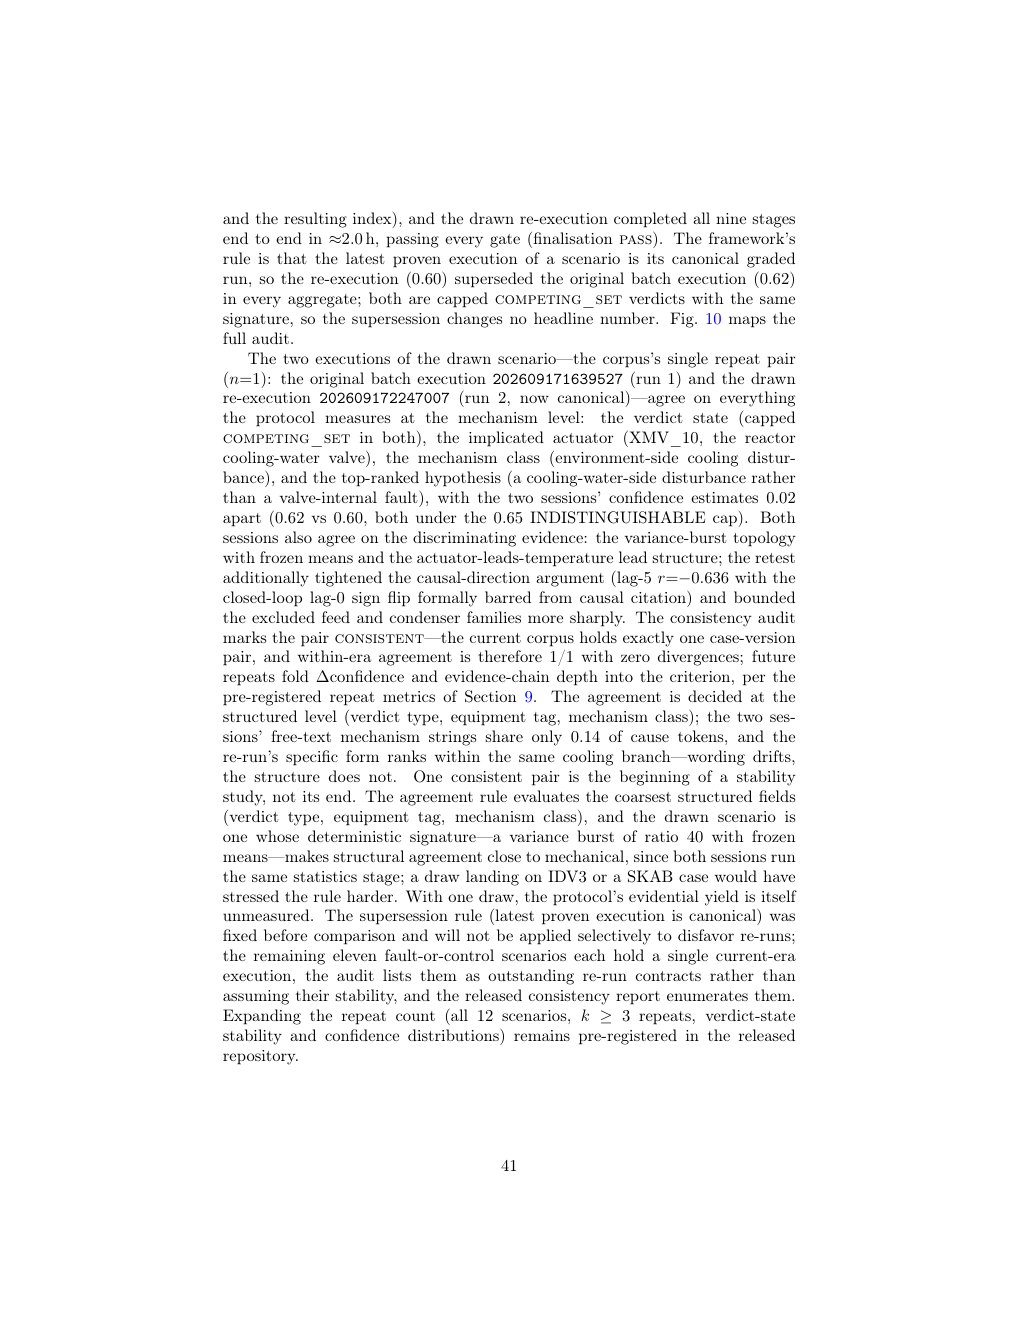 and the resulting index), and the drawn re-execution completed all nine stages
end to end in ≈2.0 h, passing every gate (finalisation PASS). The framework's
rule is that the latest proven execution of a scenario is its canonical graded
run, so the re-execution (0.60) superseded the original batch execution (0.62)
in every aggregate; both are capped COMPETING_SET verdicts with the same
signature, so the supersession changes no headline number. Fig. 10 maps the
full audit.
The two executions of the drawn scenario—the corpus's single repeat pair
(n=1): the original batch execution 202609171639527 (run 1) and the drawn
re-execution 202609172247007 (run 2, now canonical)—agree on everything
the protocol measures at the mechanism level: the verdict state (capped
COMPETING_SET in both), the implicated actuator (XMV_10, the reactor
cooling-water valve), the mechanism class (environment-side cooling distur-
bance), and the top-ranked hypothesis (a cooling-water-side disturbance rather
than a valve-internal fault), with the two sessions' confidence estimates 0.02
apart (0.62 vs 0.60, both under the 0.65 INDISTINGUISHABLE cap). Both
sessions also agree on the discriminating evidence: the variance-burst topology
with frozen means and the actuator-leads-temperature lead structure; the retest
additionally tightened the causal-direction argument (lag-5 r=−0.636 with the
closed-loop lag-0 sign flip formally barred from causal citation) and bounded
the excluded feed and condenser families more sharply. The consistency audit
marks the pair CONSISTENT—the current corpus holds exactly one case-version
pair, and within-era agreement is therefore 1/1 with zero divergences; future
repeats fold Δconfidence and evidence-chain depth into the criterion, per the
pre-registered repeat metrics of Section 9. The agreement is decided at the
structured level (verdict type, equipment tag, mechanism class); the two ses-
sions' free-text mechanism strings share only 0.14 of cause tokens, and the
re-run's specific form ranks within the same cooling branch—wording drifts,
the structure does not. One consistent pair is the beginning of a stability
study, not its end. The agreement rule evaluates the coarsest structured fields
(verdict type, equipment tag, mechanism class), and the drawn scenario is
one whose deterministic signature—a variance burst of ratio 40 with frozen
means—makes structural agreement close to mechanical, since both sessions run
the same statistics stage; a draw landing on IDV3 or a SKAB case would have
stressed the rule harder. With one draw, the protocol's evidential yield is itself
unmeasured. The supersession rule (latest proven execution is canonical) was
fixed before comparison and will not be applied selectively to disfavor re-runs;
the remaining eleven fault-or-control scenarios each hold a single current-era
execution, the audit lists them as outstanding re-run contracts rather than
assuming their stability, and the released consistency report enumerates them.
Expanding the repeat count (all 12 scenarios, k ≥ 3 repeats, verdict-state
stability and confidence distributions) remains pre-registered in the released
repository.
41